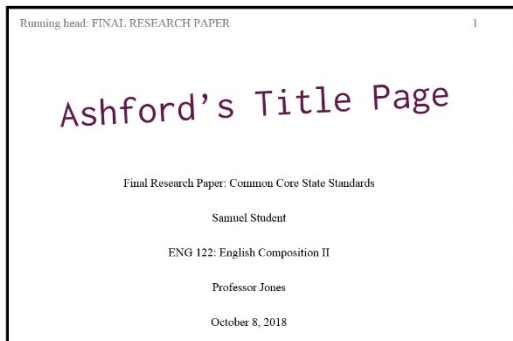 Running head: FINAL RESEARCH PAPER 1
Ashford's Title Page
Final Research Paper: Common Core State Standards
Samuel Student
ENG 122: English Composition II
Professor Jones
October 8, 2018